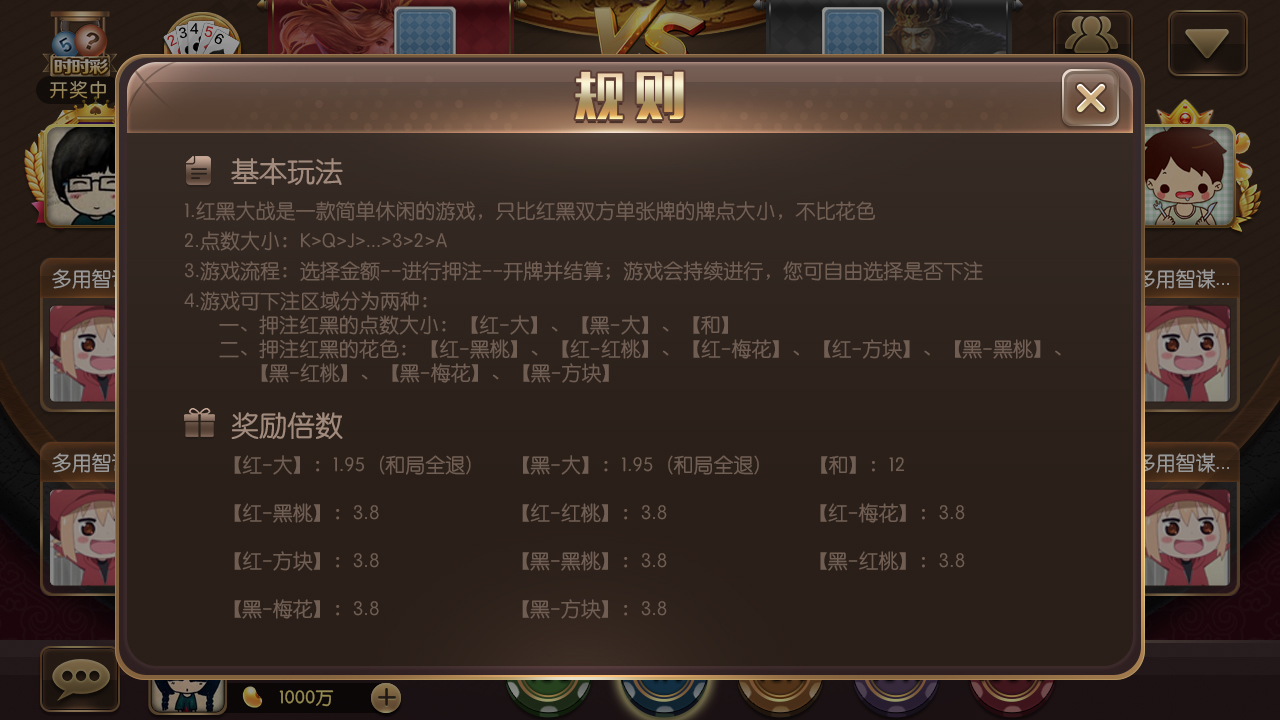 5 ?
2 3 4 5 6
VS
时时彩
开奖中
规则
基本玩法
1.红黑大战是一款简单休闲的游戏，只比红黑双方单张牌的牌点大小，不比花色
2.点数大小：K>Q>J>...>3>2>A
3.游戏流程：选择金额--进行押注--开牌并结算；游戏会持续进行，您可自由选择是否下注
4.游戏可下注区域分为两种：
一、押注红黑的点数大小：【红-大】、【黑-大】、【和】
二、押注红黑的花色：【红-黑桃】、【红-红桃】、【红-梅花】、【红-方块】、【黑-黑桃】、
【黑-红桃】、【黑-梅花】、【黑-方块】
奖励倍数
【红-大】：1.95（和局全退） 【黑-大】：1.95（和局全退） 【和】：12
【红-黑桃】：3.8 【红-红桃】：3.8 【红-梅花】：3.8
【红-方块】：3.8 【黑-黑桃】：3.8 【黑-红桃】：3.8
【黑-梅花】：3.8 【黑-方块】：3.8
多用智
多用智谋...
多用智
多用智谋...
1000万